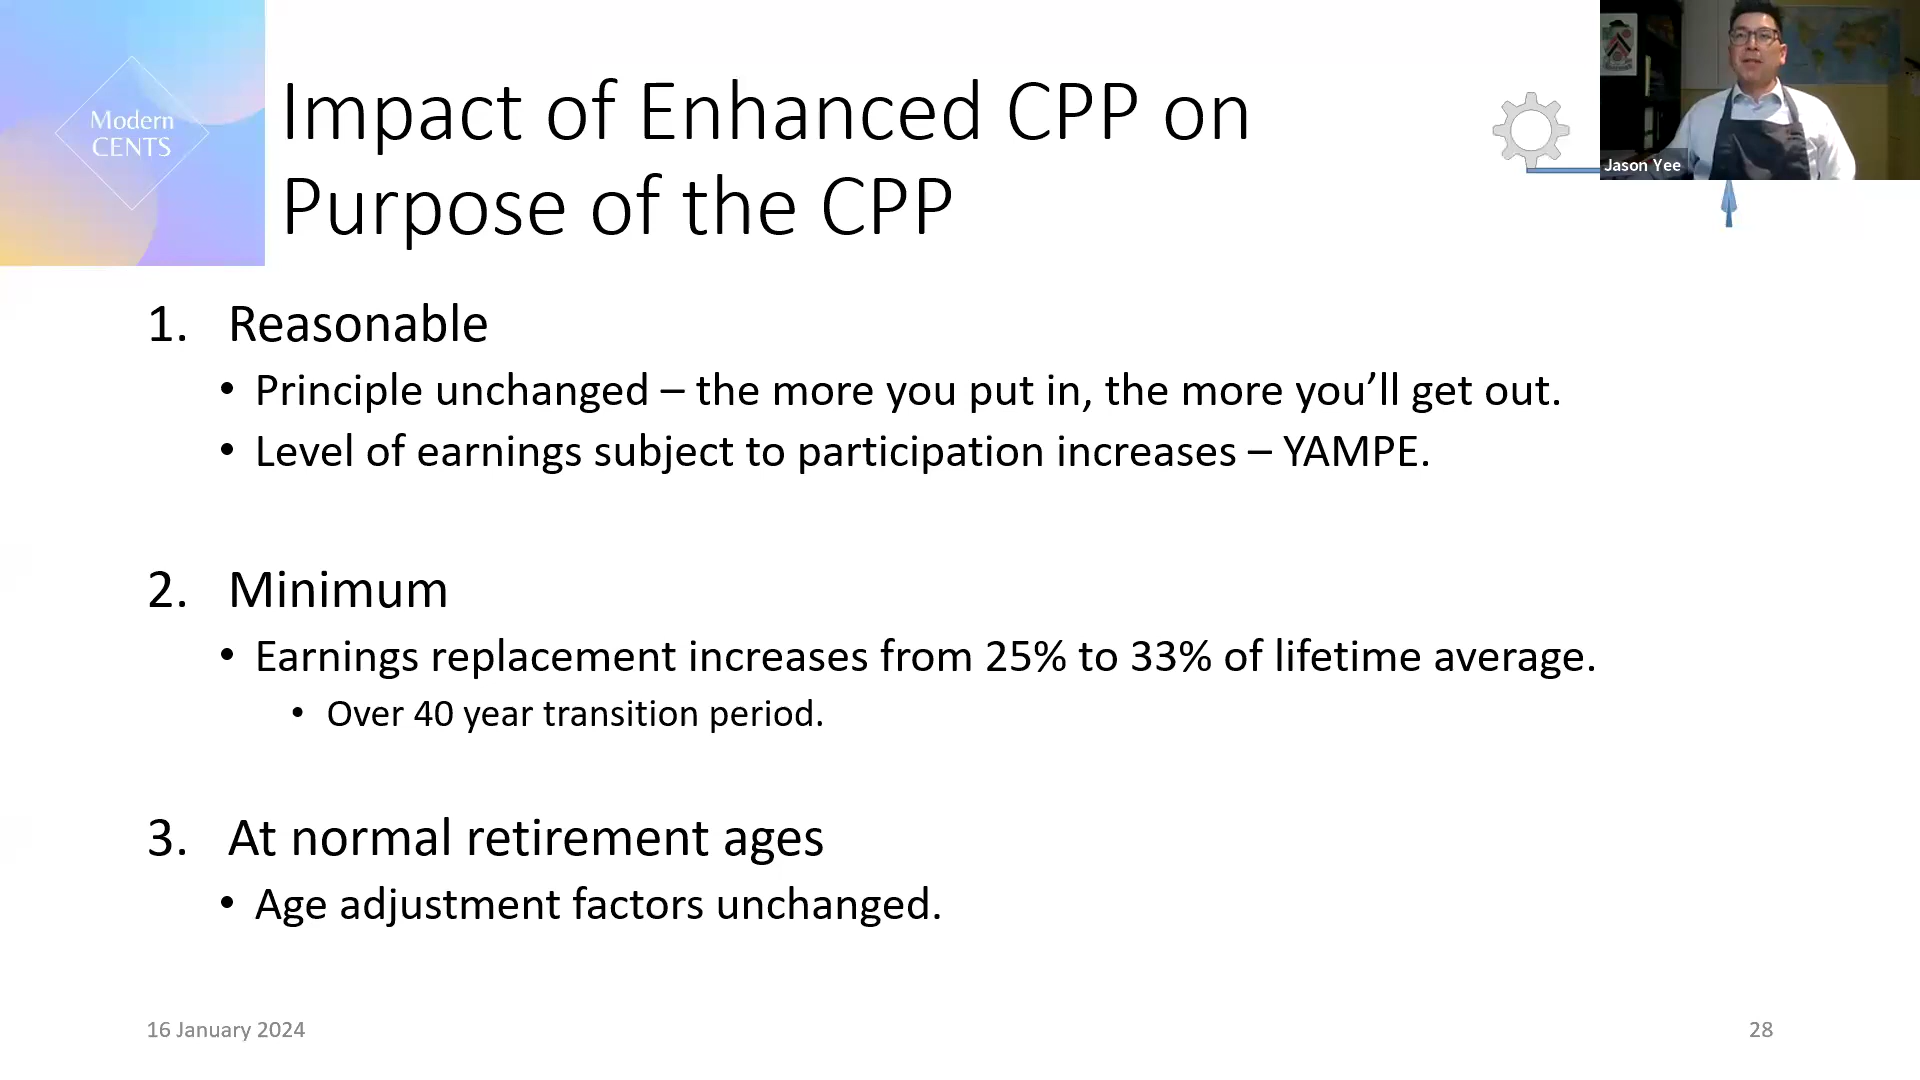 Modern
CENTS
Impact of Enhanced CPP on
Purpose of the CPP
Jason Yee
1. Reasonable
• Principle unchanged – the more you put in, the more you’ll get out.
• Level of earnings subject to participation increases – YAMPE.
2. Minimum
• Earnings replacement increases from 25% to 33% of lifetime average.
• Over 40 year transition period.
3. At normal retirement ages
• Age adjustment factors unchanged.
16 January 2024
28